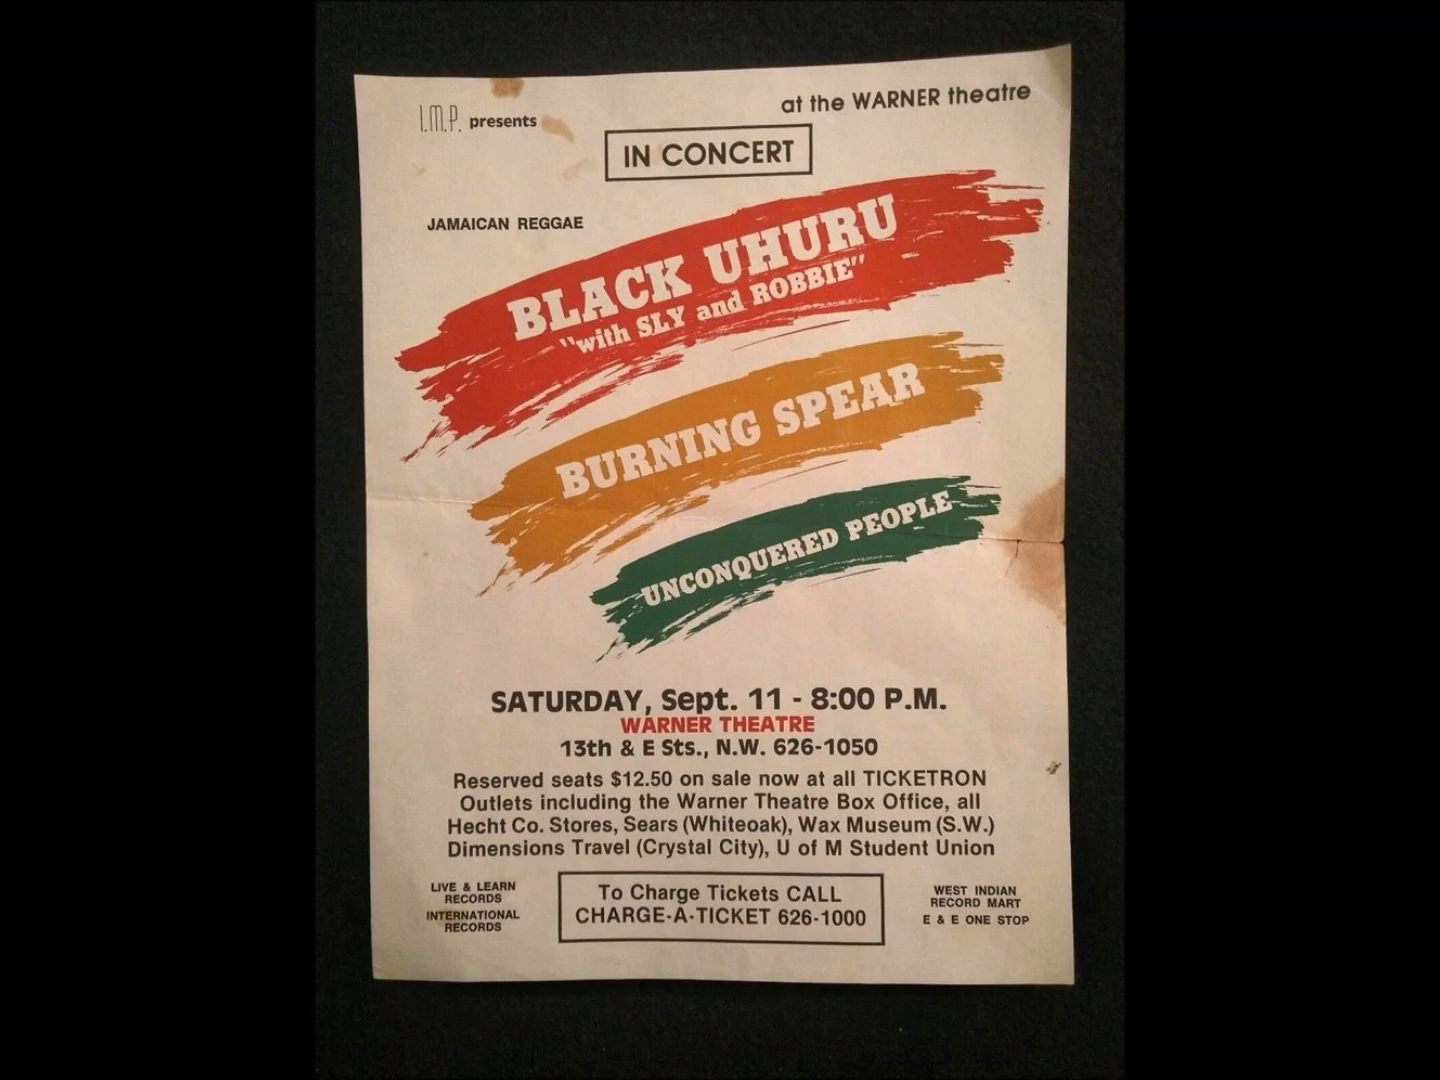 I.M.P. presents
at the WARNER theatre
IN CONCERT
JAMAICAN REGGAE
BLACK UHURU
"with SLY and ROBBIE"
BURNING SPEAR
UNCONQUERED PEOPLE
SATURDAY, Sept. 11 - 8:00 P.M.
WARNER THEATRE
13th & E Sts., N.W. 626-1050
Reserved seats $12.50 on sale now at all TICKETRON
Outlets including the Warner Theatre Box Office, all
Hecht Co. Stores, Sears (Whiteoak), Wax Museum (S.W.)
Dimensions Travel (Crystal City), U of M Student Union
LIVE & LEARN
RECORDS
INTERNATIONAL
RECORDS
To Charge Tickets CALL
CHARGE-A-TICKET 626-1000
WEST INDIAN
RECORD MART
E & E ONE STOP